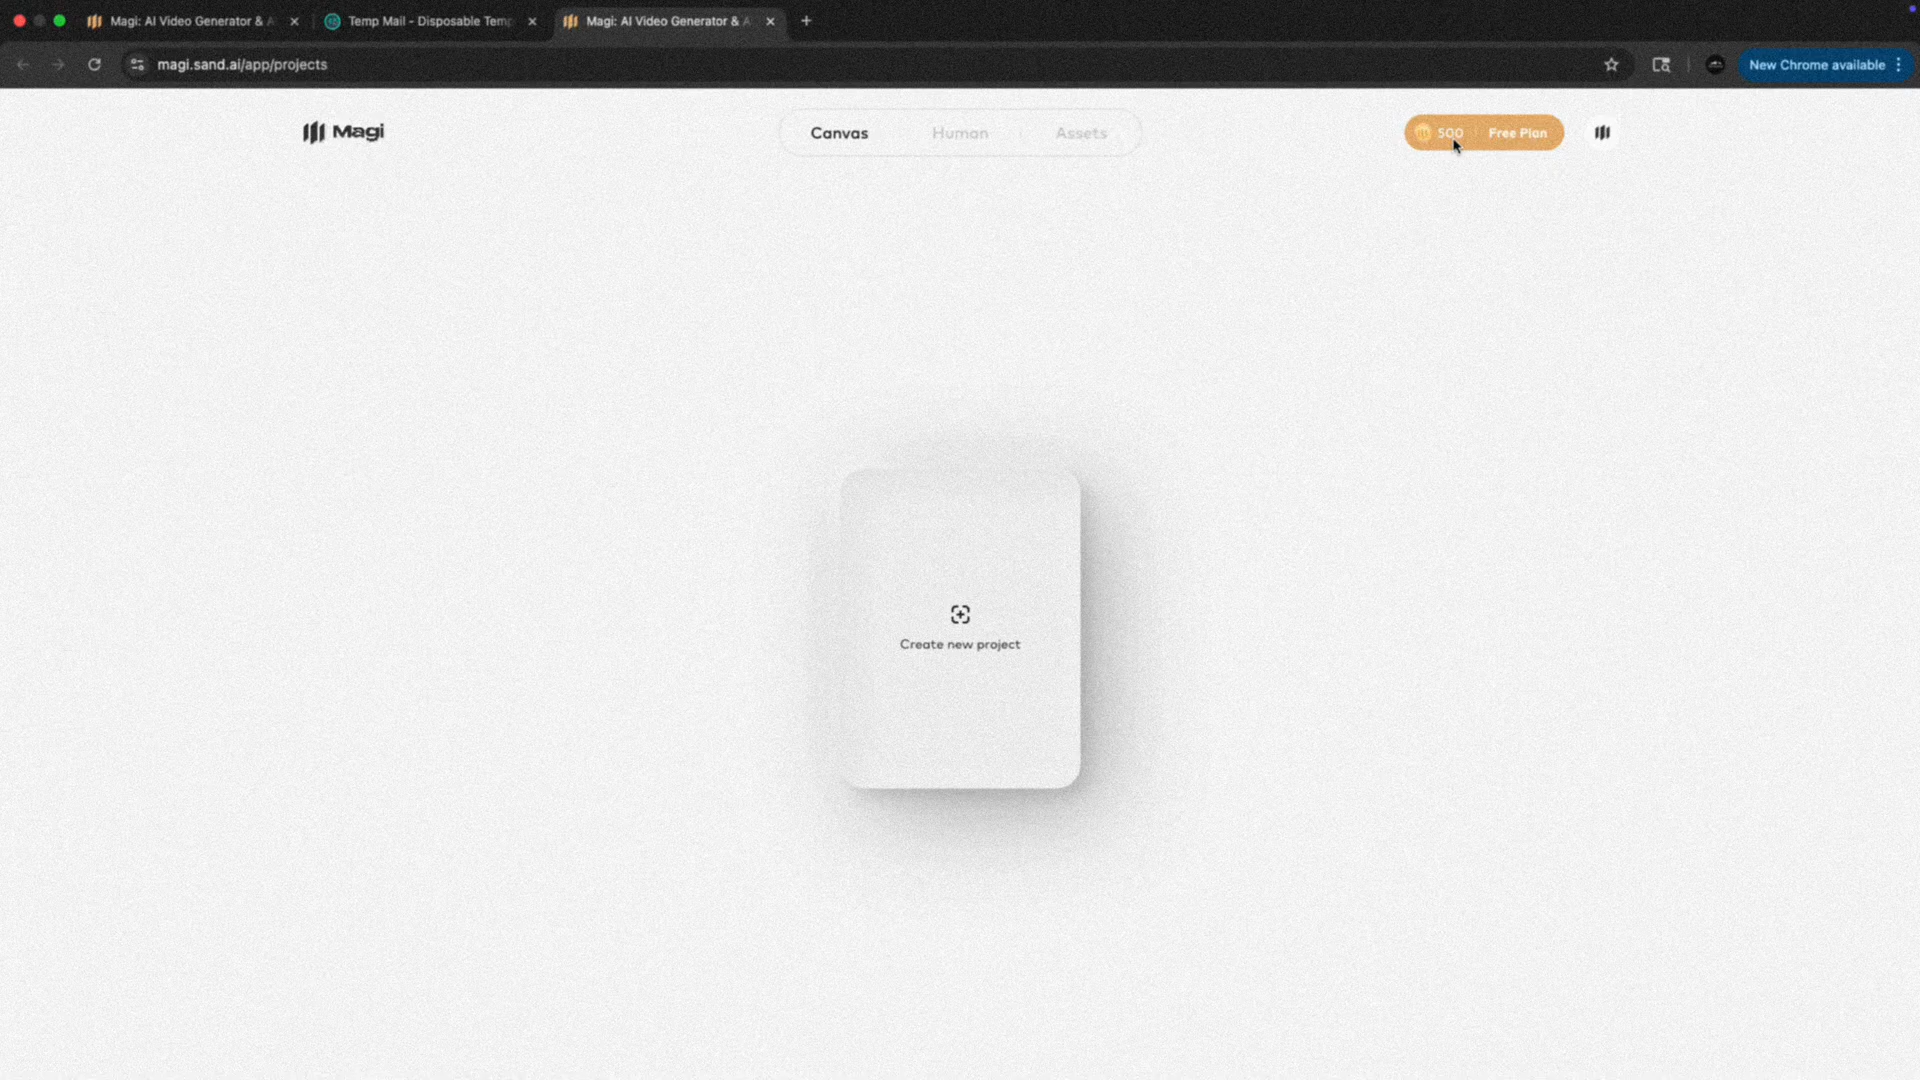 Magi: AI Video Generator & A
Temp Mail - Disposable Temp
Magi: AI Video Generator & A
magi.sand.ai/app/projects
New Chrome available
Magi
Canvas
Human
Assets
500
Free Plan
Create new project